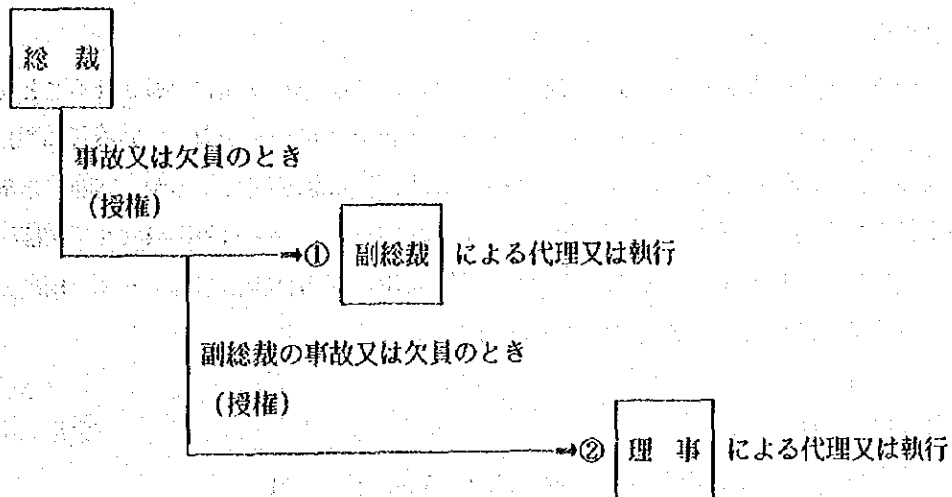 総裁
事故又は欠員のとき
(授権)
① 副総裁 による代理又は執行
副総裁の事故又は欠員のとき
(授権)
② 理事 による代理又は執行